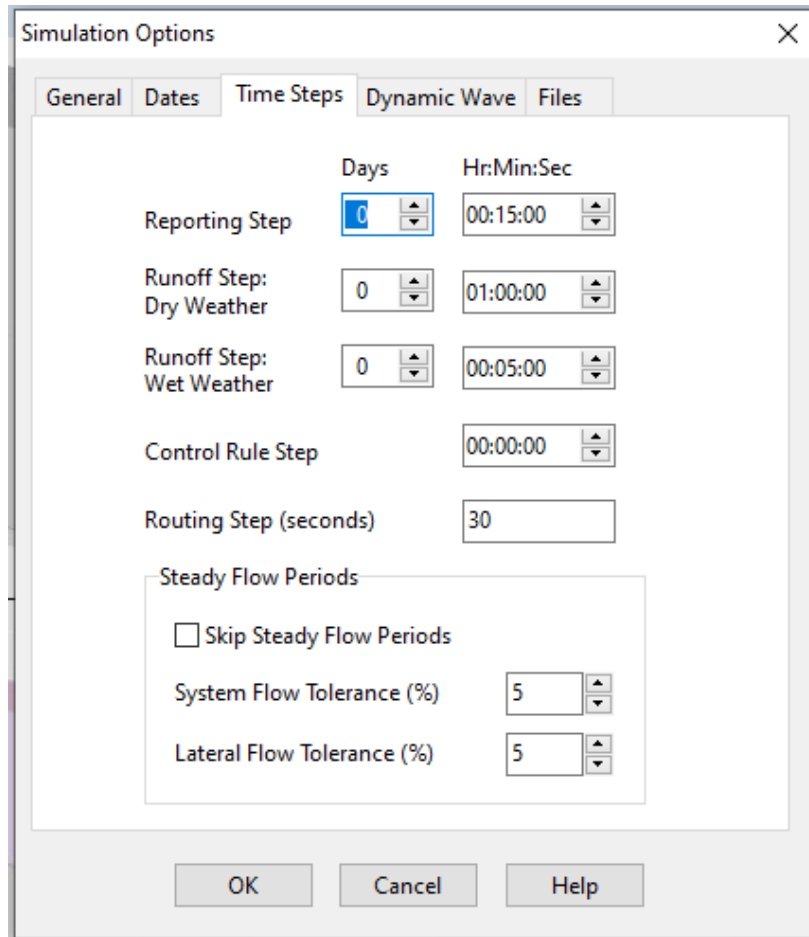 Simulation Options
General Dates Time Steps Dynamic Wave Files
Days Hr:Min:Sec
Reporting Step 0 00:15:00
Runoff Step:
Dry Weather 0 01:00:00
Runoff Step:
Wet Weather 0 00:05:00
Control Rule Step 00:00:00
Routing Step (seconds) 30
Steady Flow Periods
Skip Steady Flow Periods
System Flow Tolerance (%) 5
Lateral Flow Tolerance (%) 5
OK Cancel Help